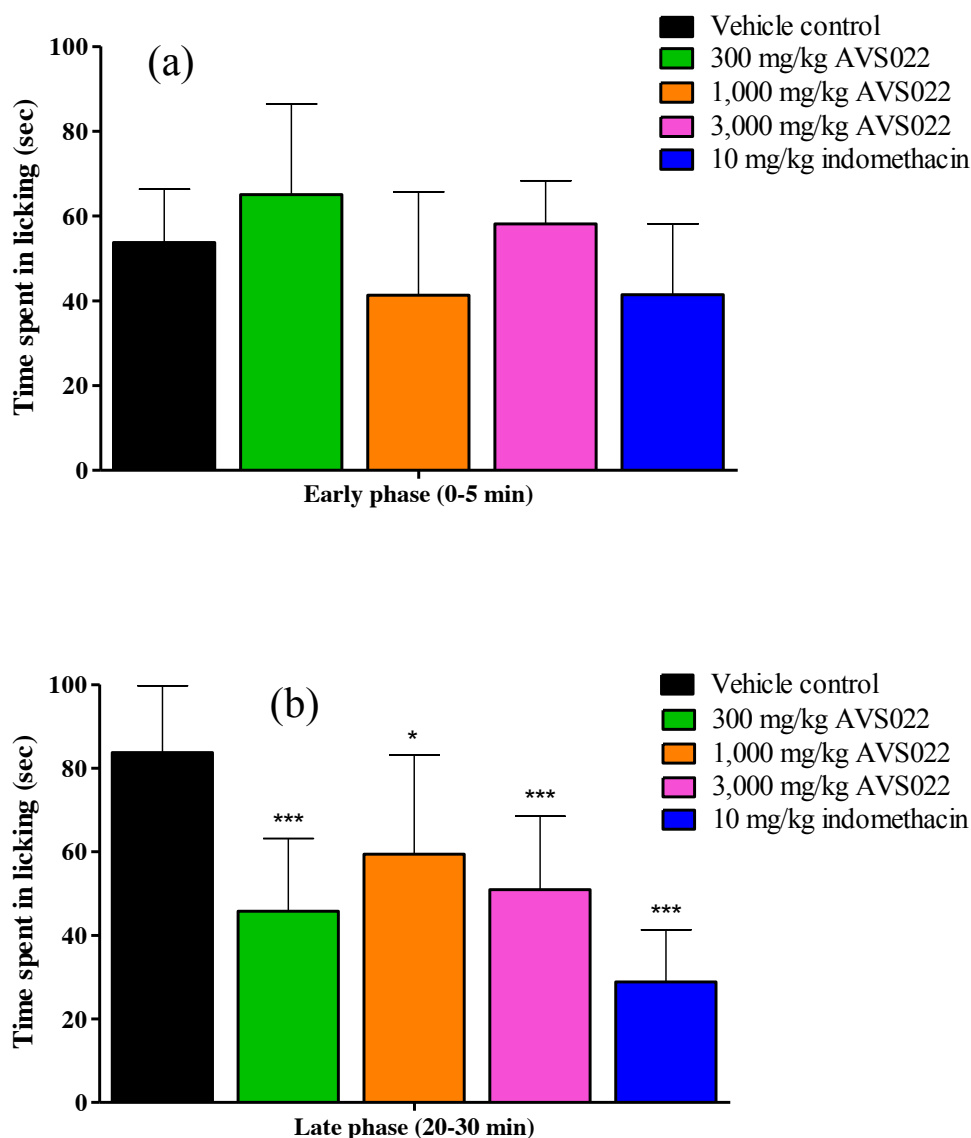 (a)
Vehicle control
300 mg/kg AVS022
1,000 mg/kg AVS022
3,000 mg/kg AVS022
10 mg/kg indomethacin
Time spent in licking (sec)
100
80
60
40
20
0
Early phase (0-5 min)
(b)
Vehicle control
300 mg/kg AVS022
1,000 mg/kg AVS022
3,000 mg/kg AVS022
10 mg/kg indomethacin
Time spent in licking (sec)
100
80
60
40
20
0
***
*
***
***
Late phase (20-30 min)